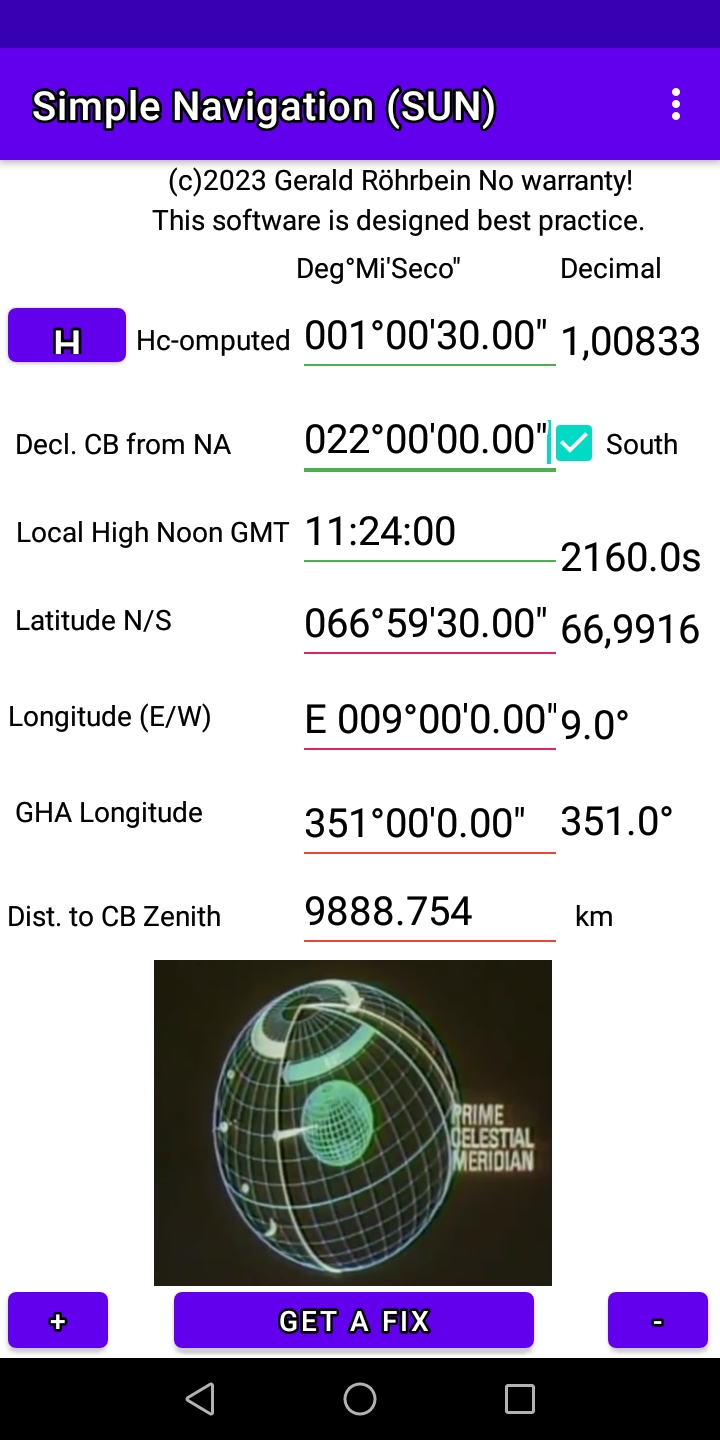 Simple Navigation (SUN)
(c)2023 Gerald Röhrbein No warranty!
This software is designed best practice.
Deg°Mi'Seco" Decimal
H Hc-omputed 001°00'30.00" 1,00833
Decl. CB from NA 022°00'00.00" South
Local High Noon GMT 11:24:00 2160.0s
Latitude N/S 066°59'30.00" 66,9916
Longitude (E/W) E 009°00'0.00" 9.0°
GHA Longitude 351°00'0.00" 351.0°
Dist. to CB Zenith 9888.754 km
PRIME
CELESTIAL
MERIDIAN
+ GET A FIX -